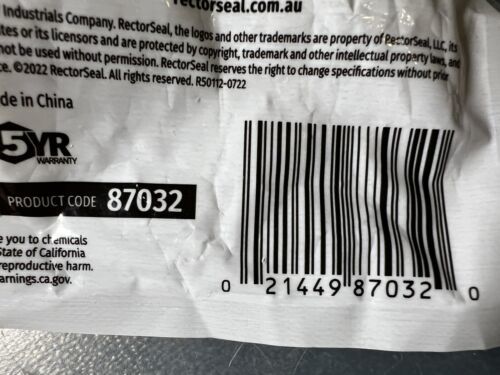 rectorseal.com.au
Industrials Company. RectorSeal, the logos and other trademarks are property of RectorSeal, LLC, its
tes or its licensors and are protected by copyright, trademark and other intellectual property laws, and
not be used without permission. RectorSeal reserves the right to change specifications without prior
ce. ©2022 RectorSeal. All rights reserved. R50112-0722
de in China
5YR
WARRANTY
PRODUCT CODE 87032
e you to chemicals
State of California
reproductive harm.
arnings.ca.gov.
0 21449 87032 0